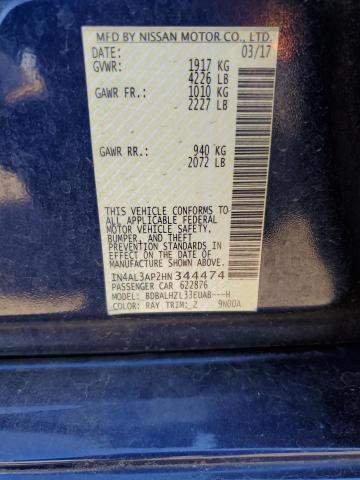 MFD BY NISSAN MOTOR CO., LTD.
DATE: 03/17
GVWR: 1917 KG
4226 LB
GAWR FR.: 1010 KG
2227 LB
GAWR RR.: 940 KG
2072 LB
THIS VEHICLE CONFORMS TO
ALL APPLICABLE FEDERAL
MOTOR VEHICLE SAFETY,
BUMPER, AND THEFT
PREVENTION STANDARDS IN
EFFECT ON THE DATE OF
MANUFACTURE SHOWN ABOVE.
1N4AL3AP2HN344474
PASSENGER CAR 622876
MODEL: BDBALHZL33EUAB---H
COLOR: RAY TRIM: Z 9N00A